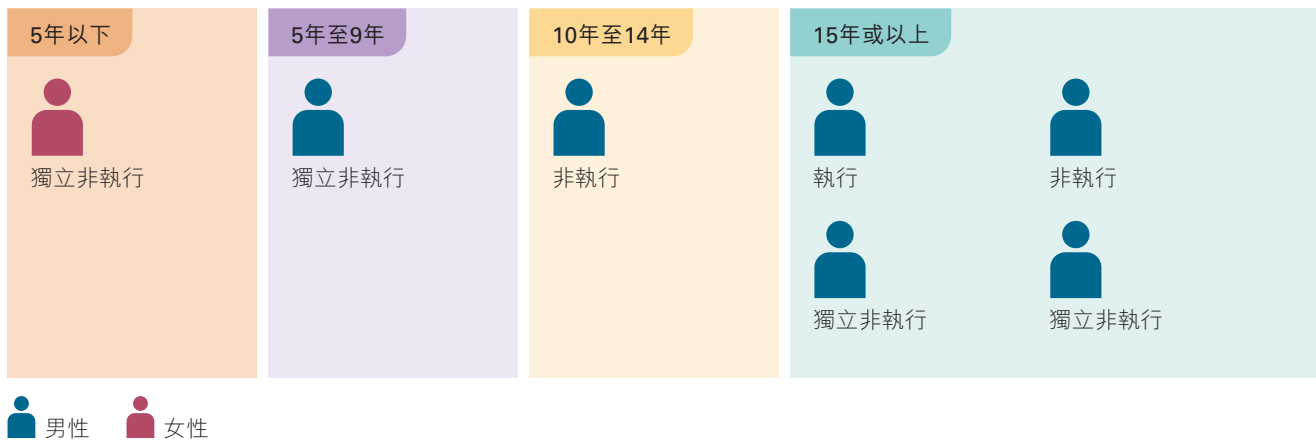 5年以下
獨立非執行
5年至9年
獨立非執行
10年至14年
非執行
15年或以上
執行
非執行
獨立非執行
獨立非執行
男性
女性